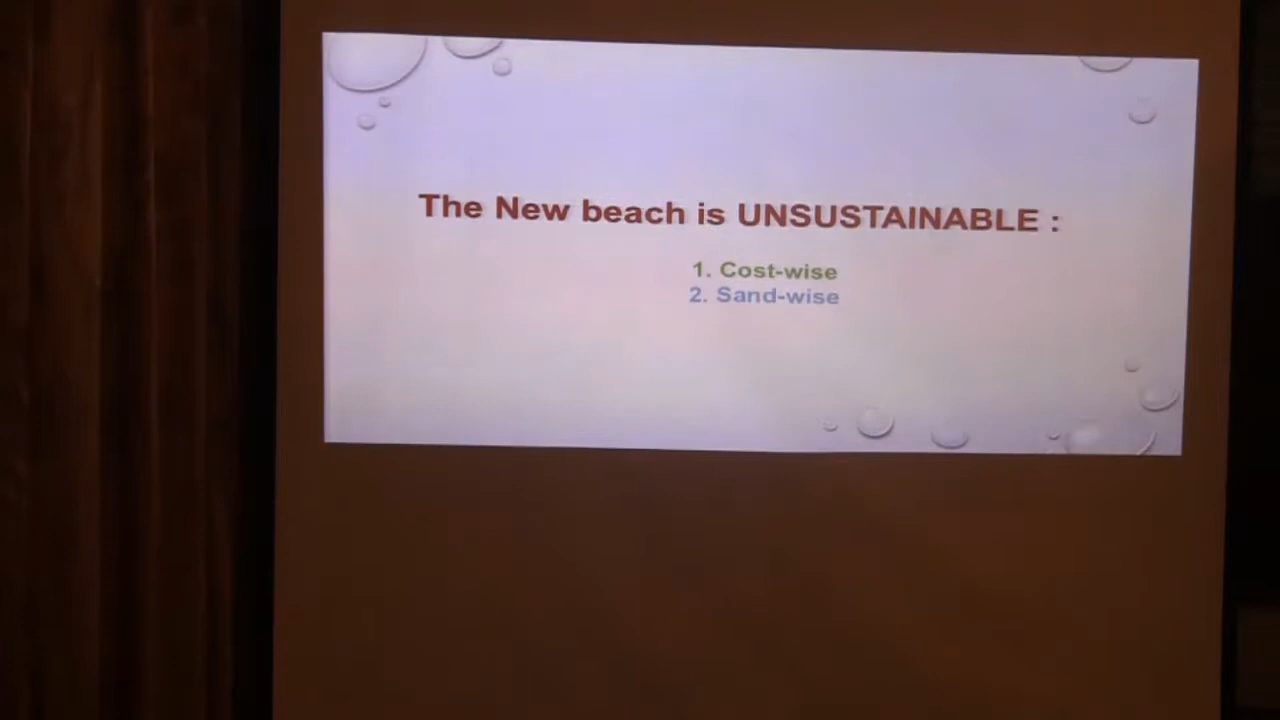 The New beach is UNSUSTAINABLE :
1. Cost-wise
2. Sand-wise